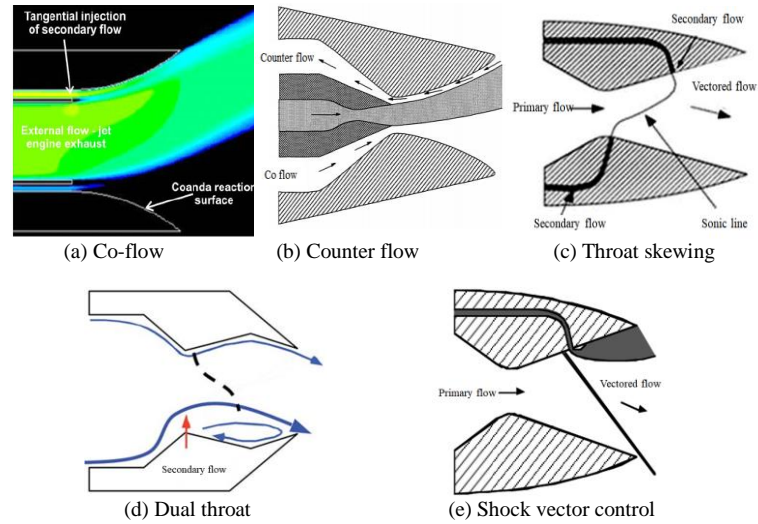 Tangential injection
of secondary flow
External flow - jet
engine exhaust
Coanda reaction
surface
(a) Co-flow
Counter flow
Co flow
(b) Counter flow
Secondary
flow
Primary flow
Vectored flow
Secondary flow
Sonic line
(c) Throat skewing
Secondary flow
(d) Dual throat
Primary flow
Vectored flow
(e) Shock vector control